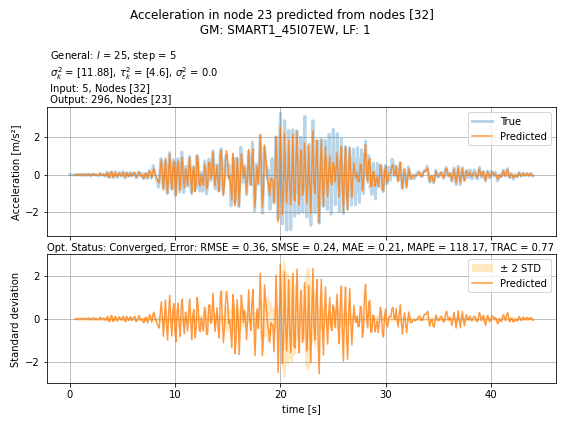 Acceleration in node 23 predicted from nodes [32]
GM: SMART1_45I07EW, LF: 1
General: l = 25, step = 5
σ²ₖ = [11.88], τ²ₖ = [4.6], σ²ε = 0.0
Input: 5, Nodes [32]
Output: 296, Nodes [23]
Acceleration [m/s²]
2
0
−2
True
Predicted
Opt. Status: Converged, Error: RMSE = 0.36, SMSE = 0.24, MAE = 0.21, MAPE = 118.17, TRAC = 0.77
Standard deviation
2
0
−2
± 2 STD
Predicted
0 10 20 30 40
time [s]